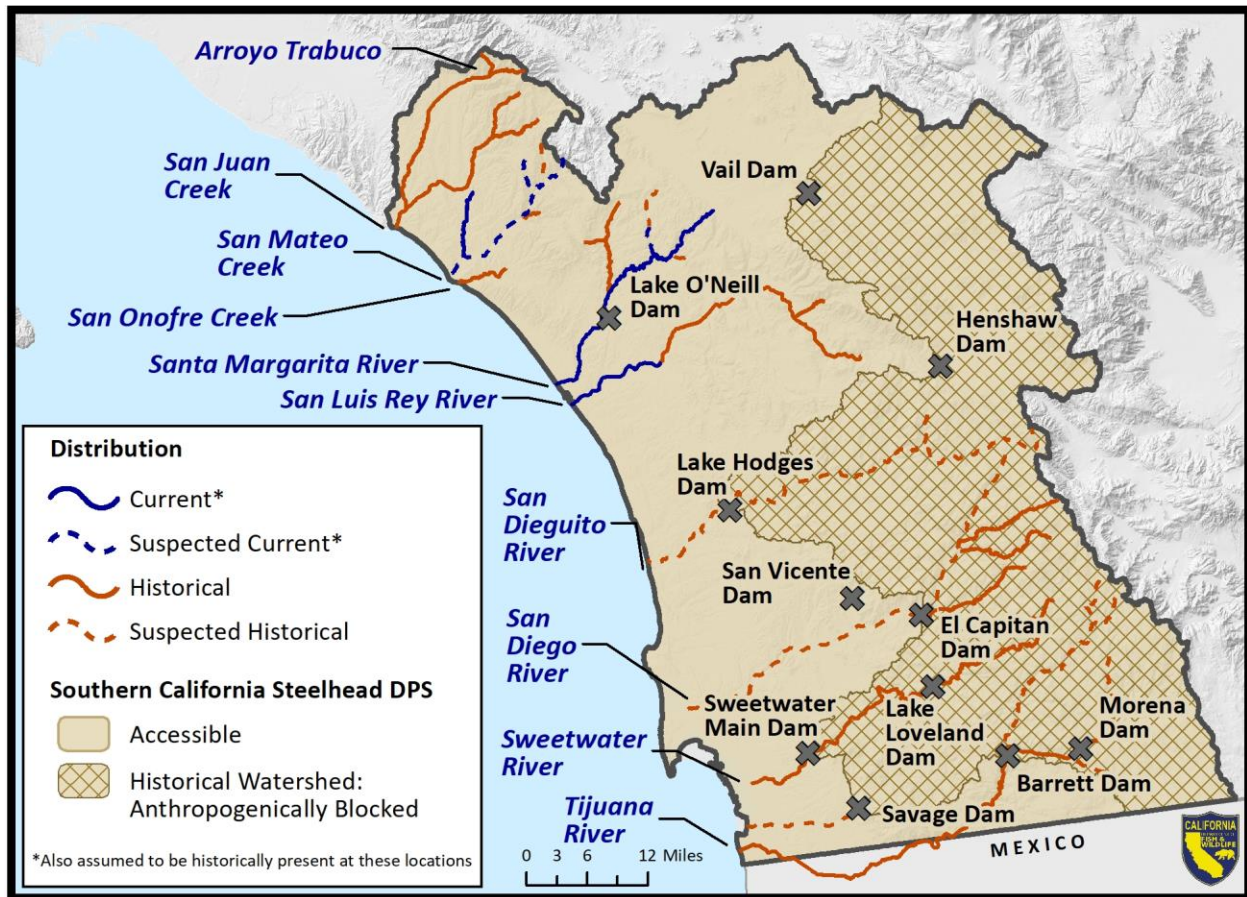 Arroyo Trabuco
San Juan
Creek
San Mateo
Creek
San Onofre Creek
Santa Margarita River
San Luis Rey River
Vail Dam
Lake O'Neill
Dam
Henshaw
Dam
Lake Hodges
Dam
San
Dieguito
River
San Vicente
Dam
El Capitan
Dam
San
Diego
River
Sweetwater
Main Dam
Lake
Loveland
Dam
Morena
Dam
Sweetwater
River
Barrett Dam
Tijuana
River
Savage Dam
MEXICO
Distribution
Current*
Suspected Current*
Historical
Suspected Historical
Southern California Steelhead DPS
Accessible
Historical Watershed:
Anthropogenically Blocked
*Also assumed to be historically present at these locations
0 3 6 12 Miles
CALIFORNIA
FISH &
WILDLIFE